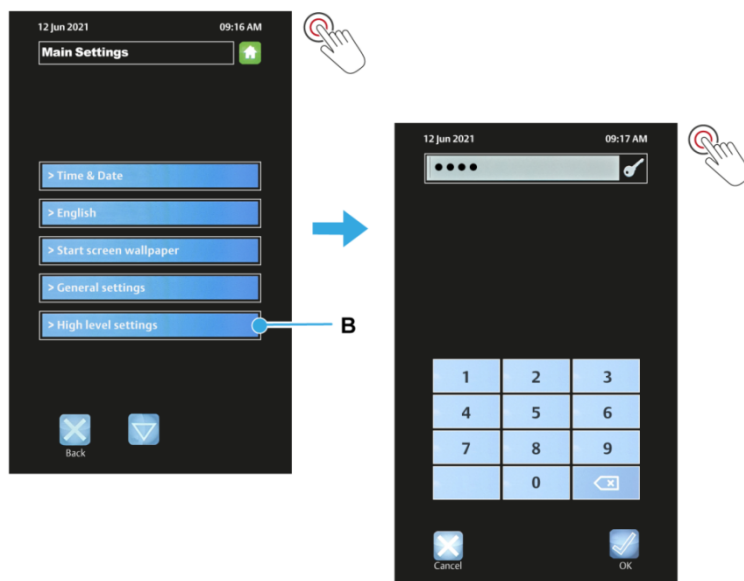 12 Jun 2021 09:16 AM
Main Settings
> Time & Date
> English
> Start screen wallpaper
> General settings
> High level settings
B
Back
12 Jun 2021 09:17 AM
1 2 3
4 5 6
7 8 9
0
Cancel OK